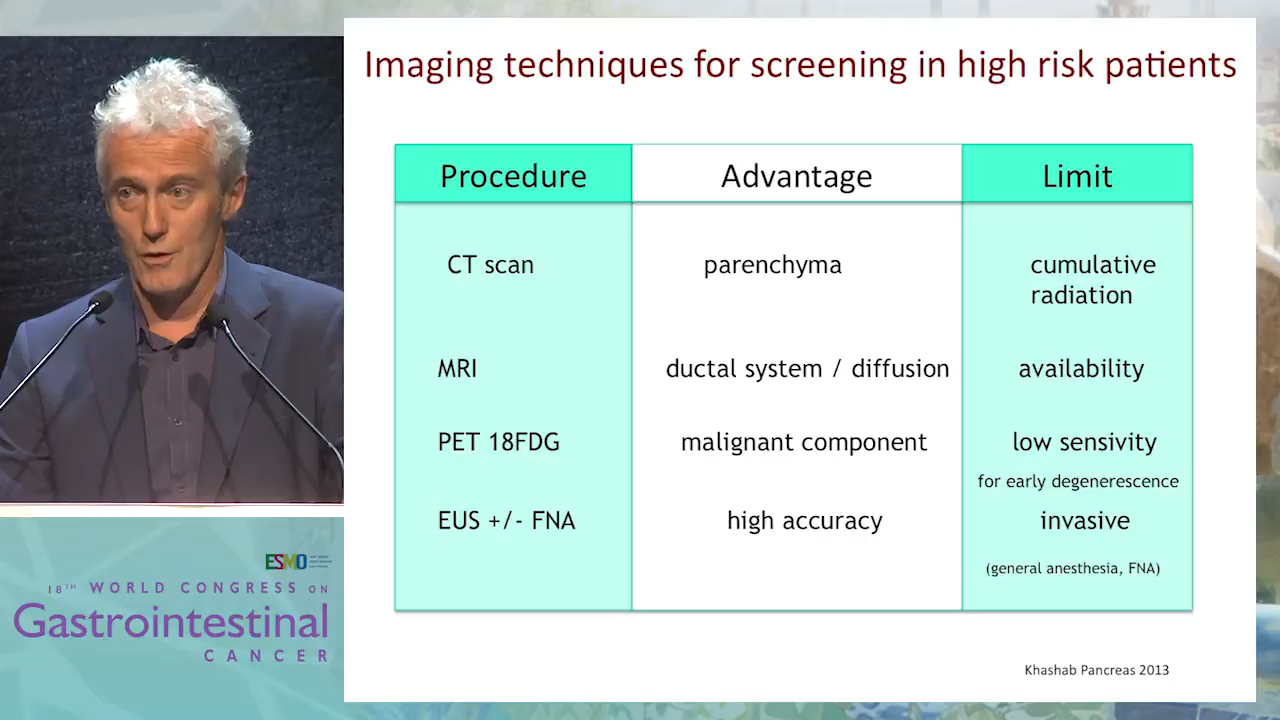 Imaging techniques for screening in high risk patients
Procedure Advantage Limit
CT scan parenchyma cumulative
radiation
MRI ductal system / diffusion availability
PET 18FDG malignant component low sensivity
for early degenerescence
EUS +/- FNA high accuracy invasive
(general anesthesia, FNA)
Khashab Pancreas 2013
ESMO
18TH WORLD CONGRESS ON
Gastrointestinal
CANCER